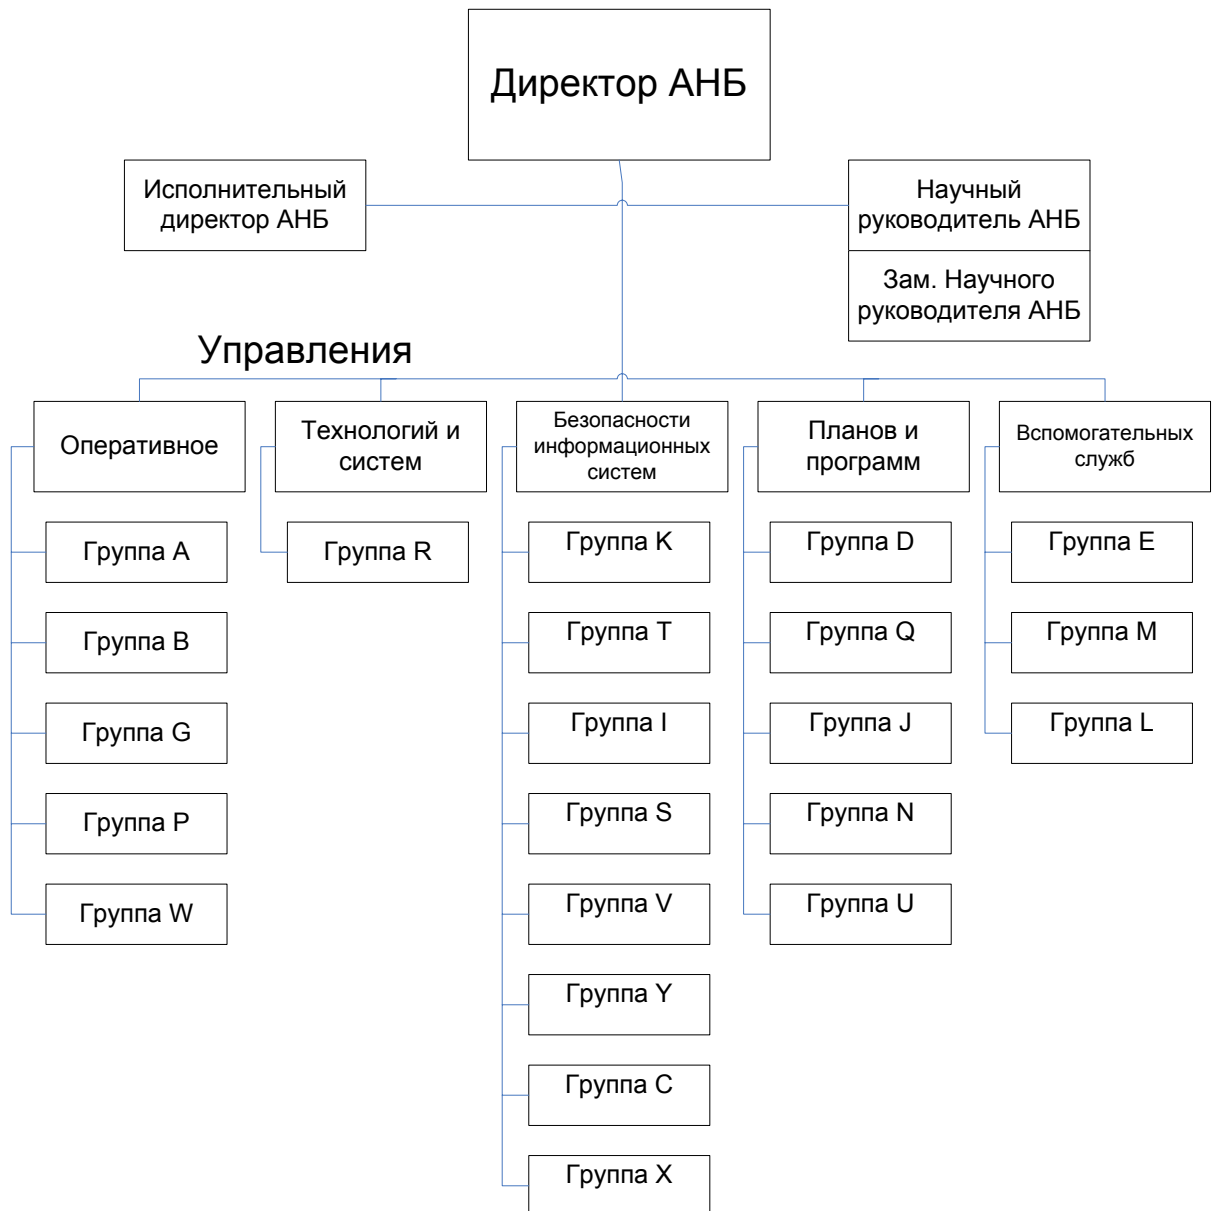 Директор АНБ
Исполнительный
директор АНБ
Научный
руководитель АНБ
Зам. Научного
руководителя АНБ
Управления
Оперативное
Технологий и
систем
Безопасности
информационных
систем
Планов и
программ
Вспомогательных
служб
Группа A
Группа R
Группа K
Группа D
Группа E
Группа B
Группа T
Группа Q
Группа M
Группа G
Группа I
Группа J
Группа L
Группа P
Группа S
Группа N
Группа W
Группа V
Группа U
Группа Y
Группа C
Группа X